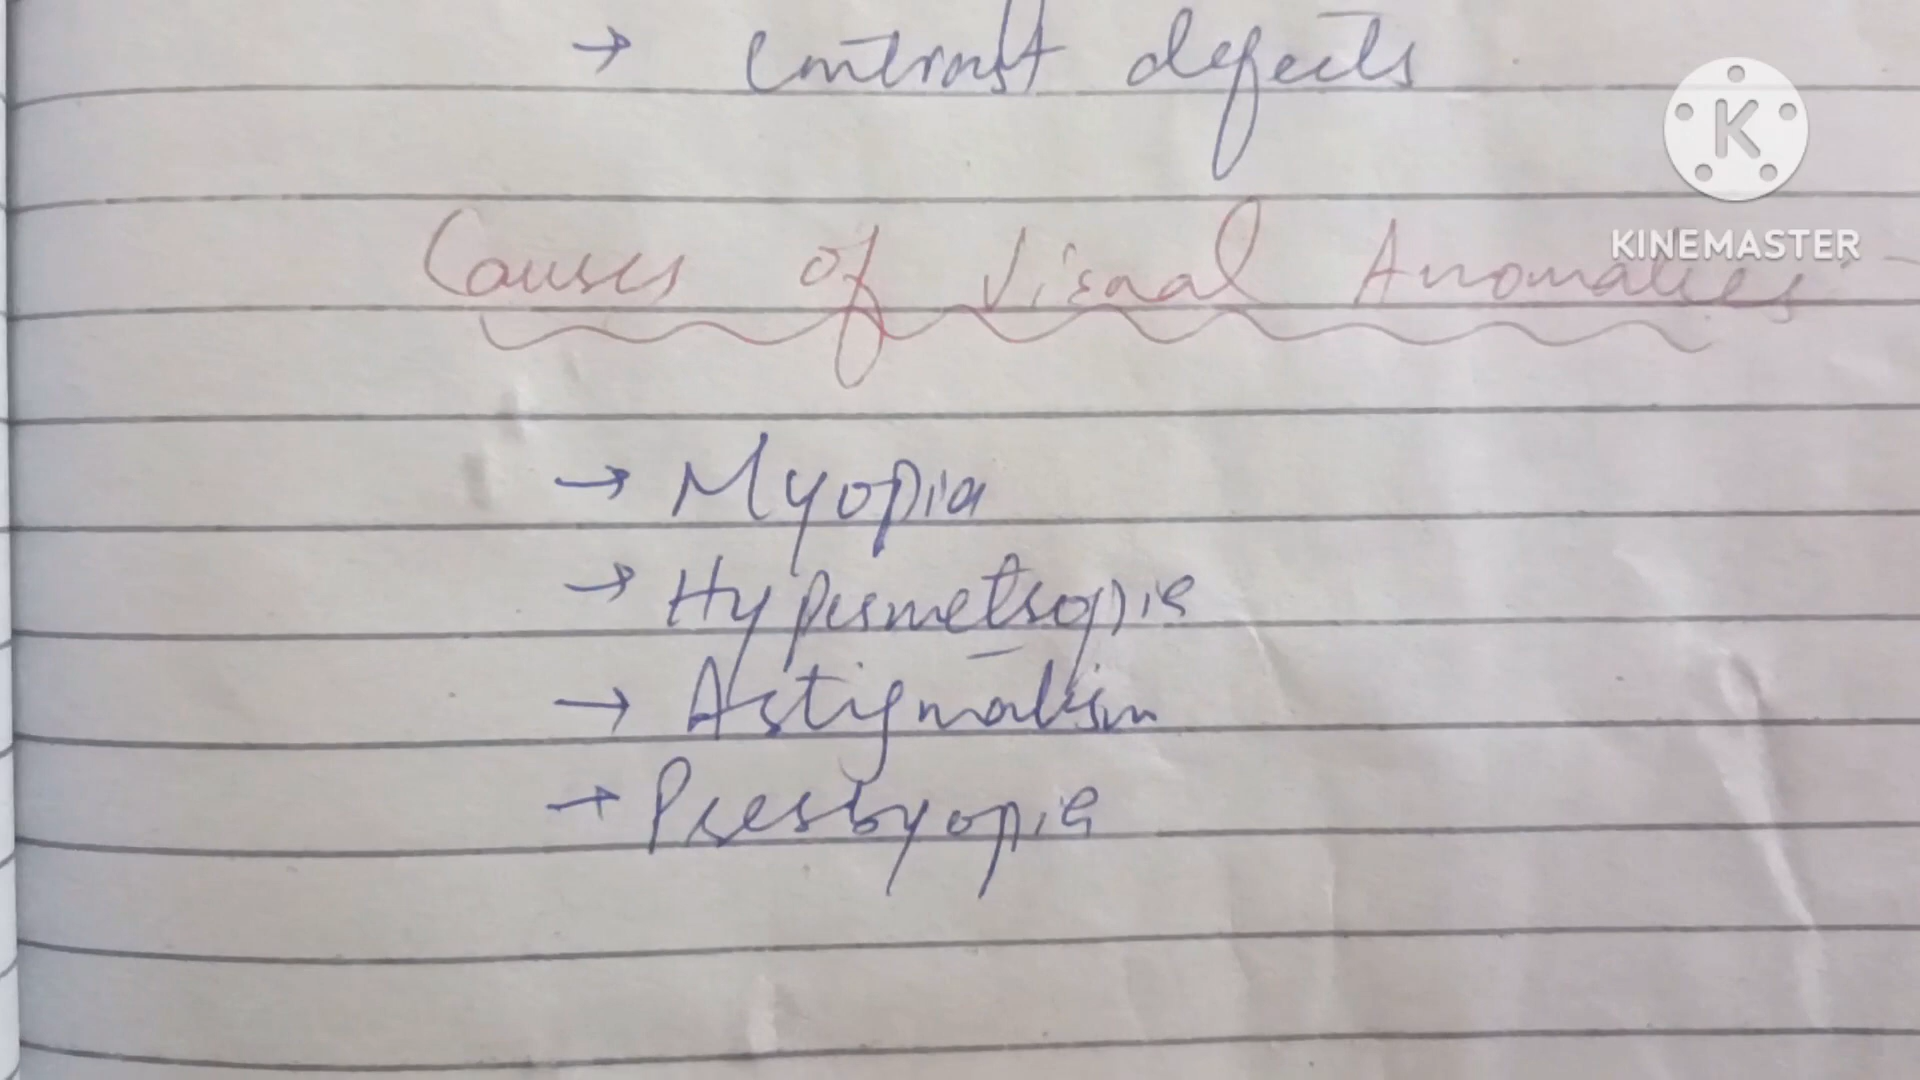 → Contrast defects
K
KINEMASTER
Causes of Visual Anomalies :-
→ Myopia
→ Hypermetropia
→ Astigmatism
→ Presbyopia